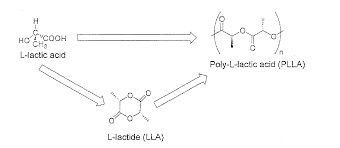 H
HO C COOH
CH3
L-lactic acid
O
O
O
O
n
Poly-L-lactic acid (PLLA)
O
O
O
O
L-lactide (LLA)